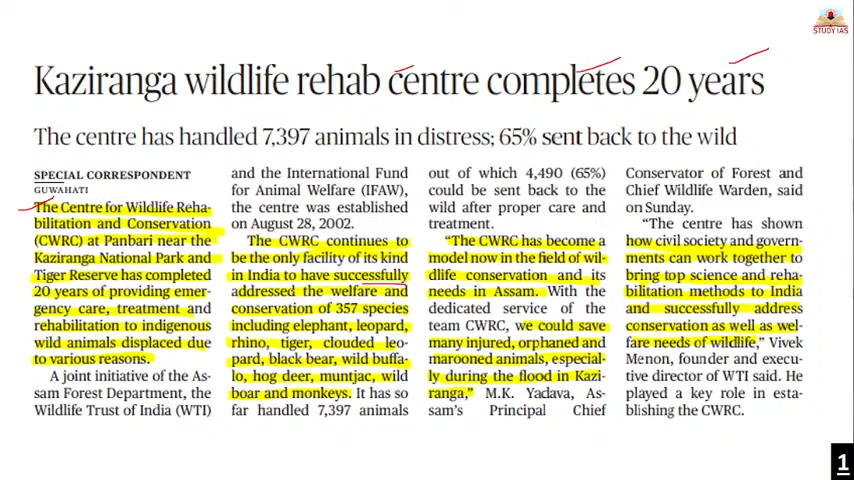 STUDY IAS
Kaziranga wildlife rehab centre completes 20 years
The centre has handled 7,397 animals in distress; 65% sent back to the wild
SPECIAL CORRESPONDENT
GUWAHATI
The Centre for Wildlife Reha-
bilitation and Conservation
(CWRC) at Panbari near the
Kaziranga National Park and
Tiger Reserve has completed
20 years of providing emer-
gency care, treatment and
rehabilitation to indigenous
wild animals displaced due
to various reasons.
A joint initiative of the As-
sam Forest Department, the
Wildlife Trust of India (WTI)
and the International Fund
for Animal Welfare (IFAW),
the centre was established
on August 28, 2002.
The CWRC continues to
be the only facility of its kind
in India to have successfully
addressed the welfare and
conservation of 357 species
including elephant, leopard,
rhino, tiger, clouded leo-
pard, black bear, wild buffa-
lo, hog deer, muntjac, wild
boar and monkeys. It has so
far handled 7,397 animals
out of which 4,490 (65%)
could be sent back to the
wild after proper care and
treatment.
“The CWRC has become a
model now in the field of wil-
dlife conservation and its
needs in Assam. With the
dedicated service of the
team CWRC, we could save
many injured, orphaned and
marooned animals, especial-
ly during the flood in Kazi-
ranga,” M.K. Yadava, As-
sam’s Principal Chief
Conservator of Forest and
Chief Wildlife Warden, said
on Sunday.
“The centre has shown
how civil society and govern-
ments can work together to
bring top science and reha-
bilitation methods to India
and successfully address
conservation as well as wel-
fare needs of wildlife,” Vivek
Menon, founder and execu-
tive director of WTI said. He
played a key role in esta-
blishing the CWRC.
1